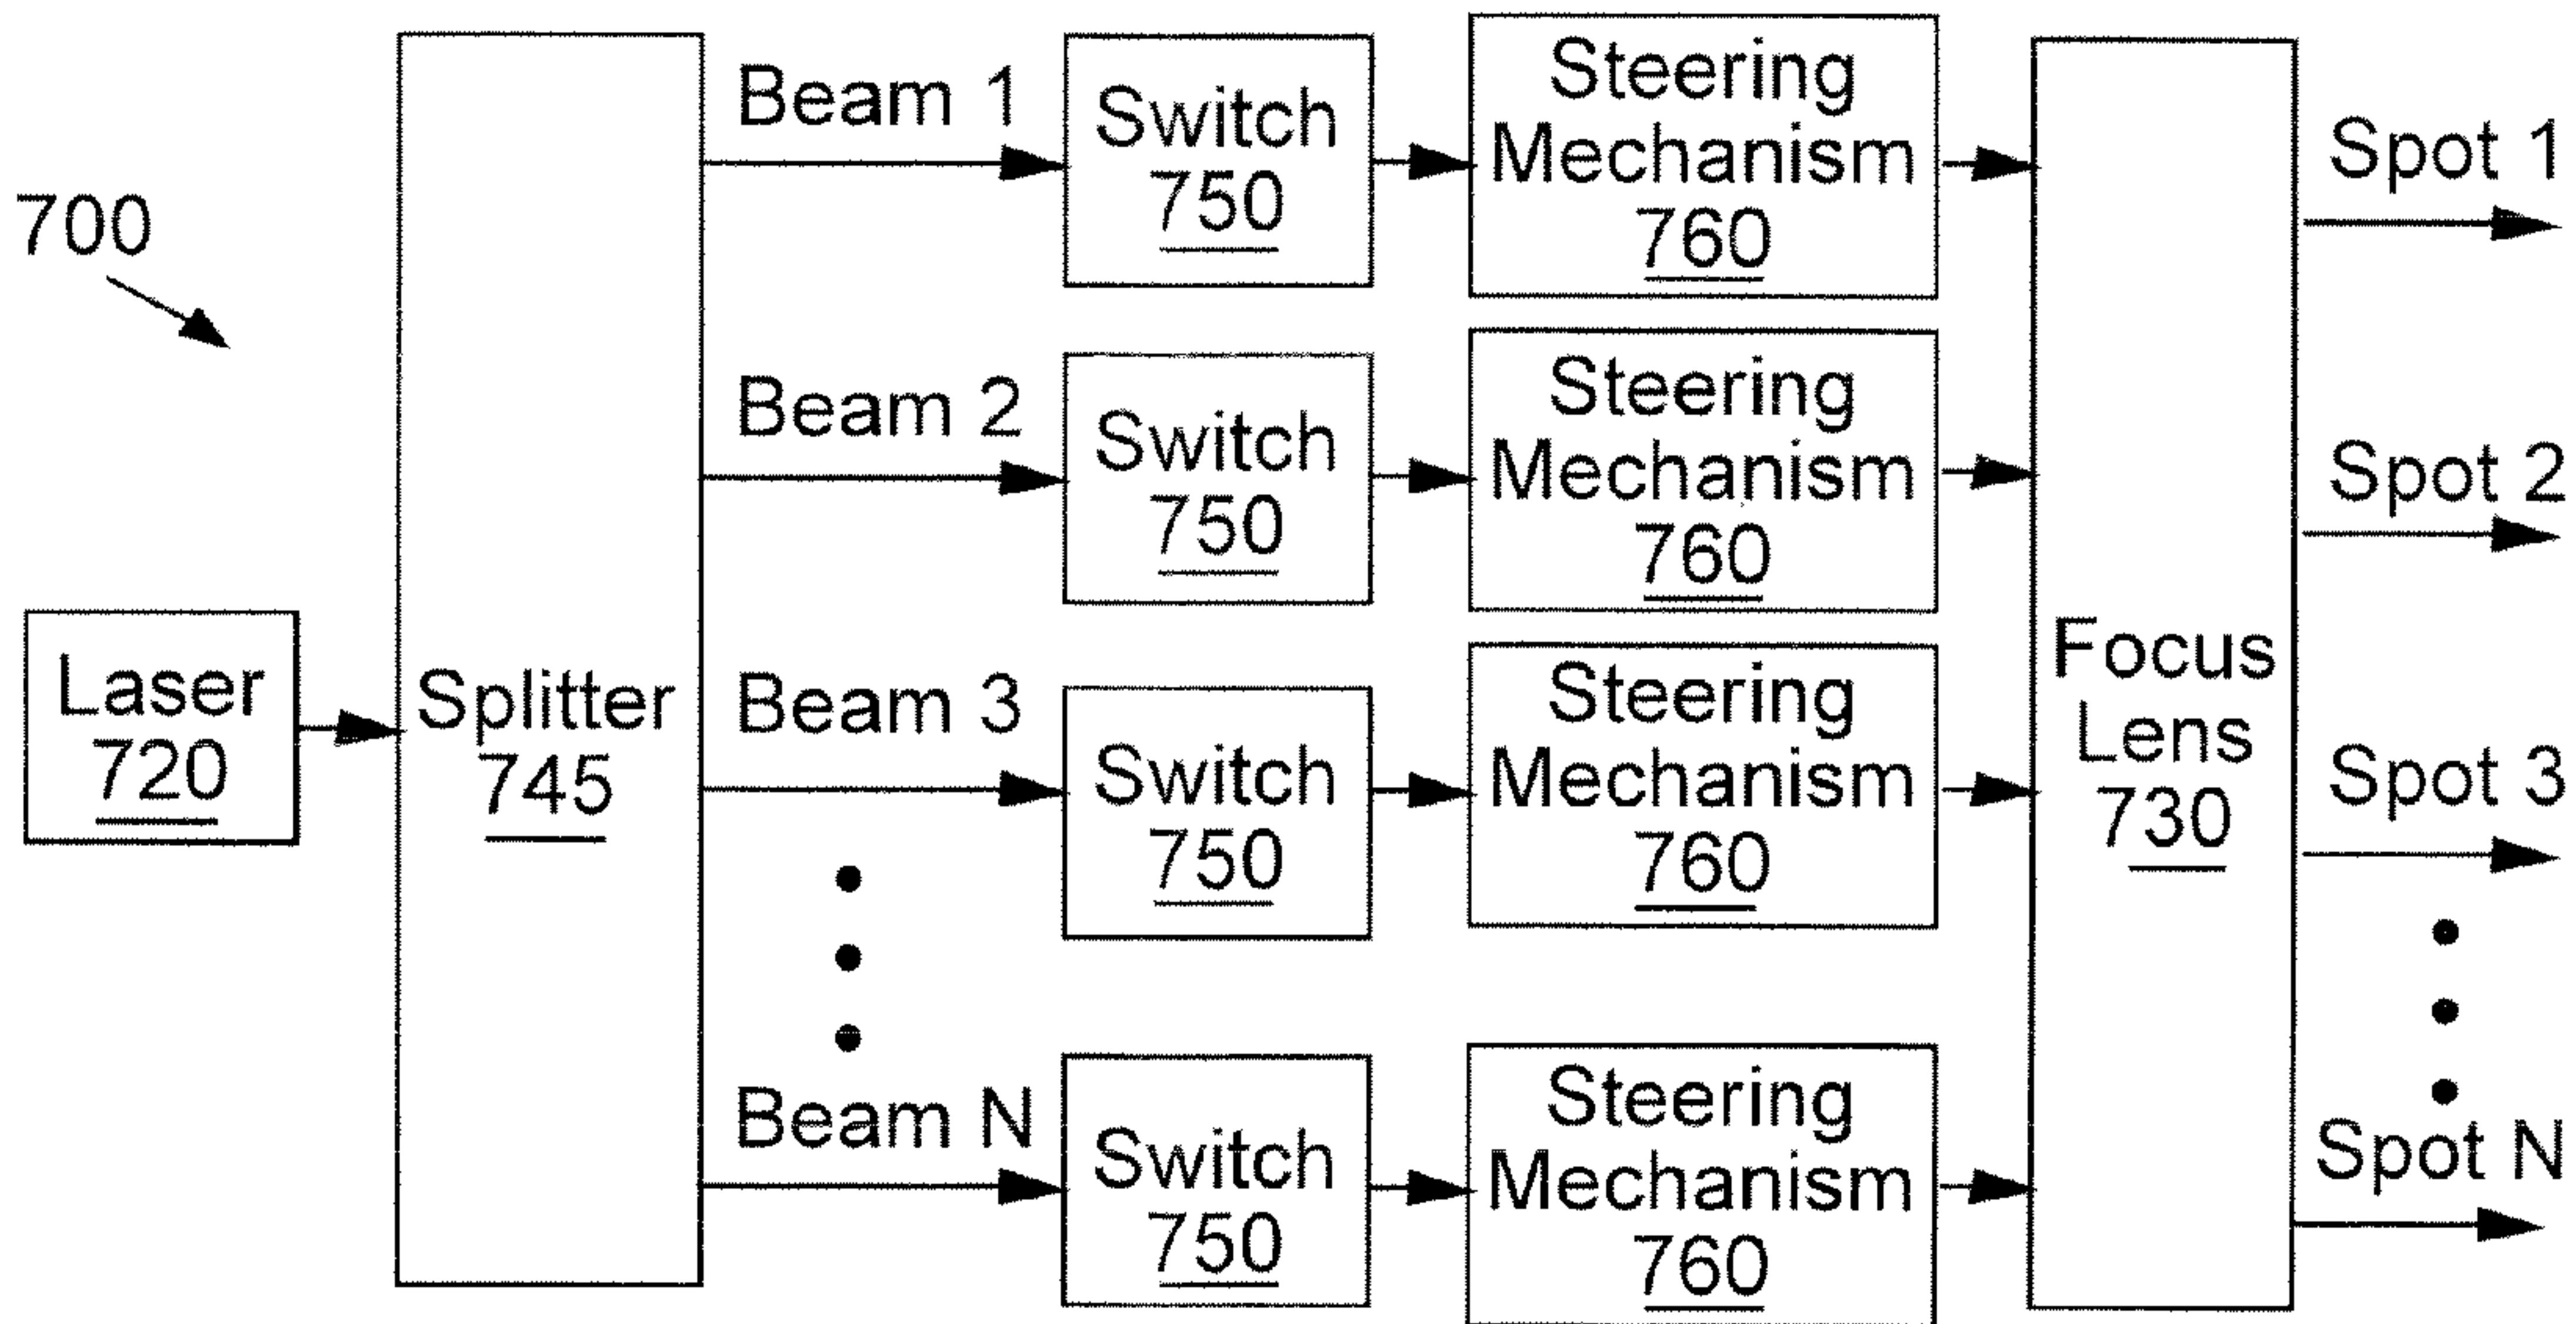 700
Laser
720
Splitter
745
Beam 1
Switch
750
Steering
Mechanism
760
Beam 2
Switch
750
Steering
Mechanism
760
Beam 3
Switch
750
Steering
Mechanism
760
Beam N
Switch
750
Steering
Mechanism
760
Focus
Lens
730
Spot 1
Spot 2
Spot 3
Spot N